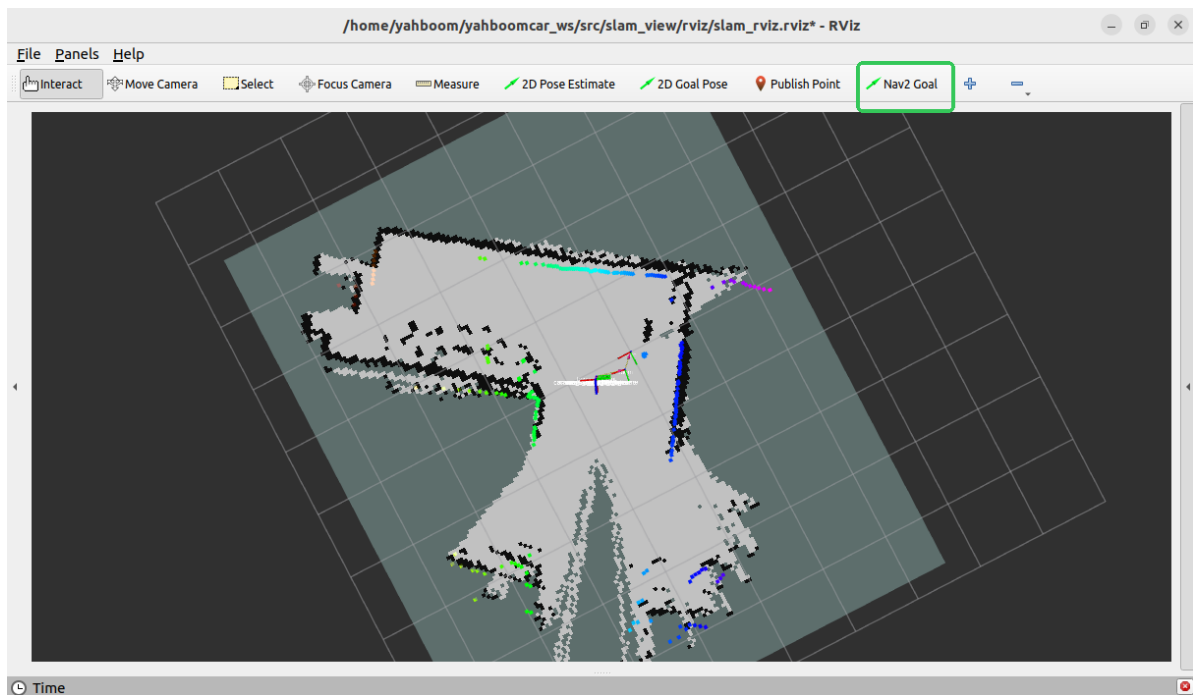 /home/yahboom/yahboomcar_ws/src/slam_view/rviz/slam_rviz.rviz* - RViz
File Panels Help
Interact Move Camera Select Focus Camera Measure 2D Pose Estimate 2D Goal Pose Publish Point Nav2 Goal
Time